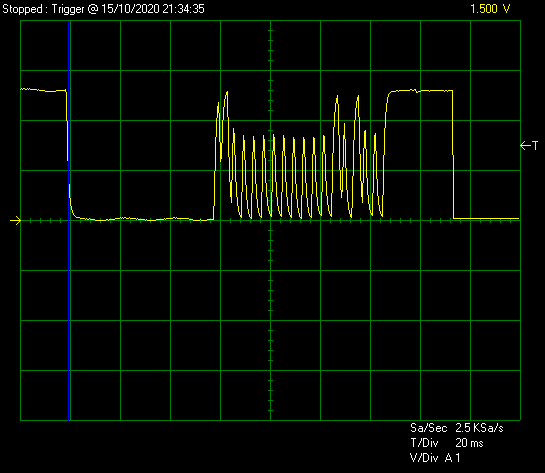 Stopped : Trigger @ 15/10/2020 21:34:35 1.500 V
T
Sa/Sec 2.5 KSa/s
T/Div 20 ms
V/Div A 1